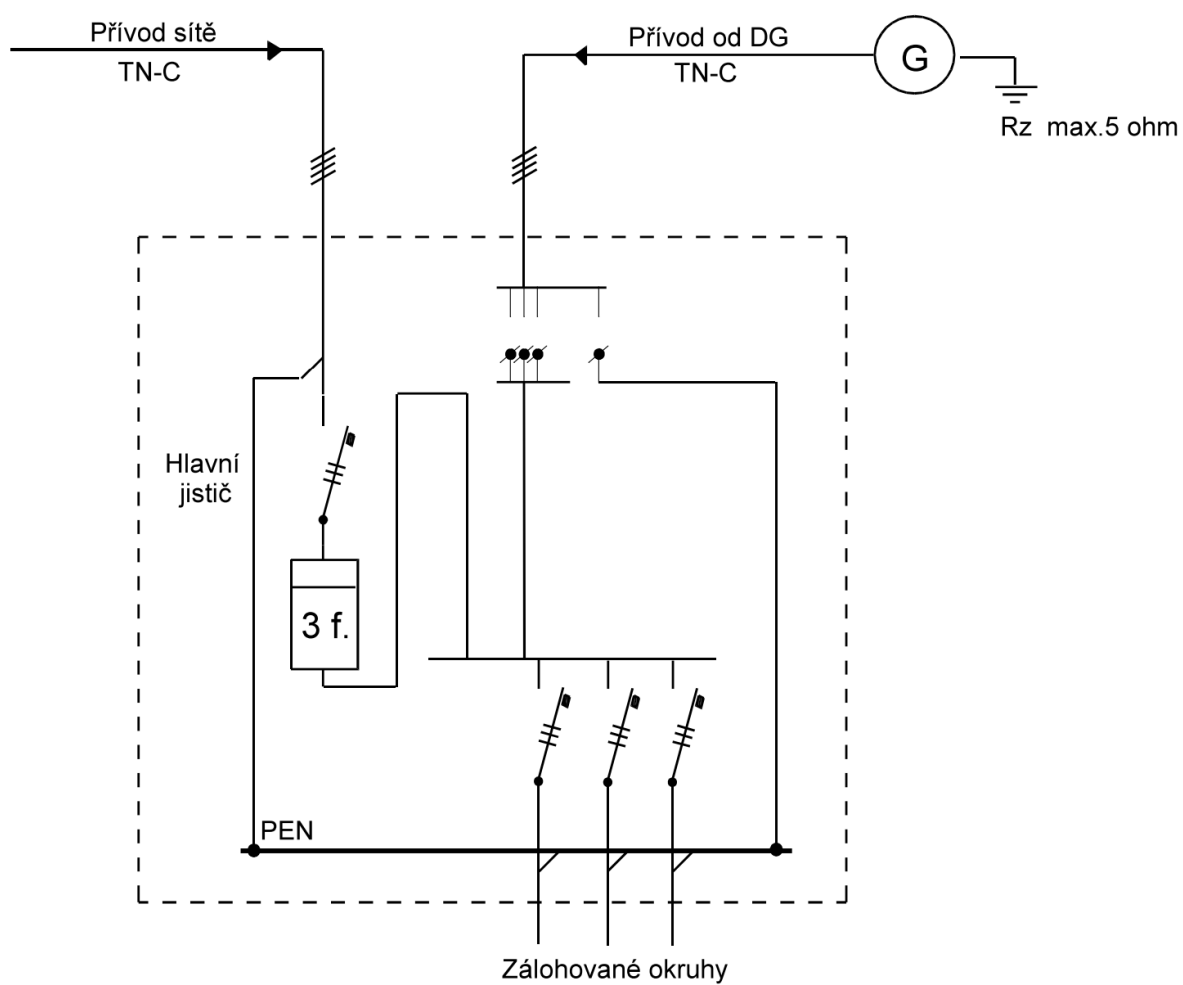 Přívod sítě
TN-C
Přívod od DG
TN-C
G
Rz max.5 ohm
Hlavní
jistič
3 f.
PEN
Zálohované okruhy